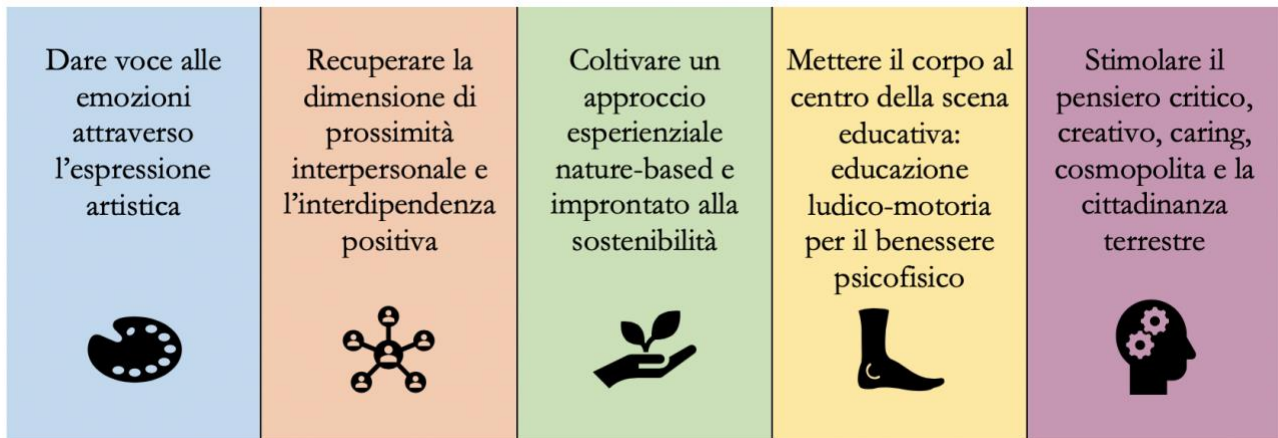 Dare voce alle
emozioni
attraverso
l’espressione
artistica
Recuperare la
dimensione di
prossimità
interpersonale e
l’interdipendenza
positiva
Coltivare un
approccio
esperienziale
nature-based e
improntato alla
sostenibilità
Mettere il corpo al
centro della scena
educativa:
educazione
ludico-motoria
per il benessere
psicofisico
Stimolare il
pensiero critico,
creativo, caring,
cosmopolita e la
cittadinanza
terrestre